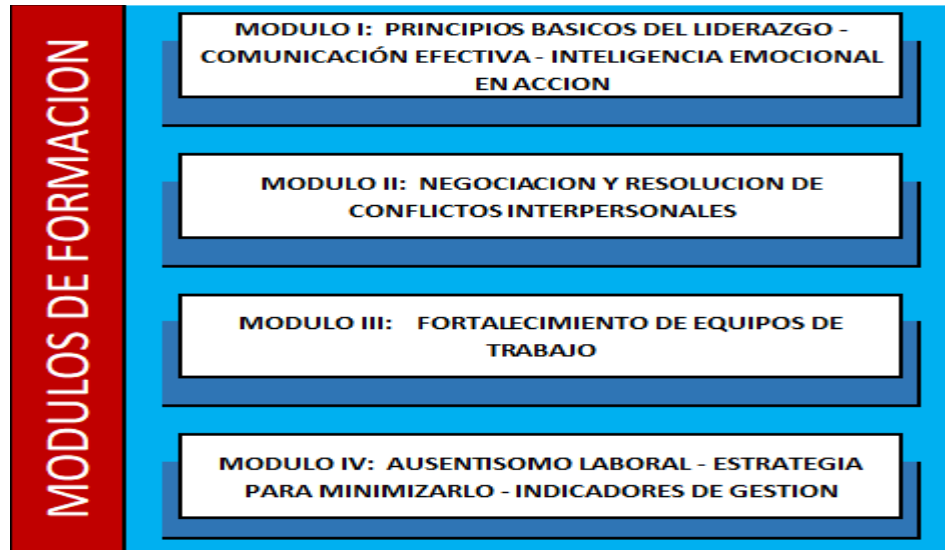 MODULOS DE FORMACION
MODULO I: PRINCIPIOS BASICOS DEL LIDERAZGO -
COMUNICACIÓN EFECTIVA - INTELIGENCIA EMOCIONAL
EN ACCION
MODULO II: NEGOCIACION Y RESOLUCION DE
CONFLICTOS INTERPERSONALES
MODULO III: FORTALECIMIENTO DE EQUIPOS DE
TRABAJO
MODULO IV: AUSENTISOMO LABORAL - ESTRATEGIA
PARA MINIMIZARLO - INDICADORES DE GESTION